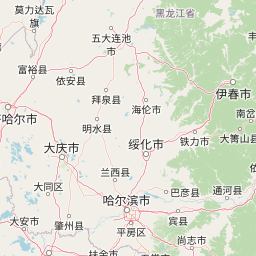 黑龙江省
莫力达瓦
旗
五大连池
市
富裕县
依安县
伊春市
拜泉县
海伦市
哈尔市
明水县
大箐山县
绥化市
铁力市
大庆市
兰西县
大同区
巴彦县
通河县
哈尔滨市
大安市
肇州县
宾县
平房区
尚志市
扶余市